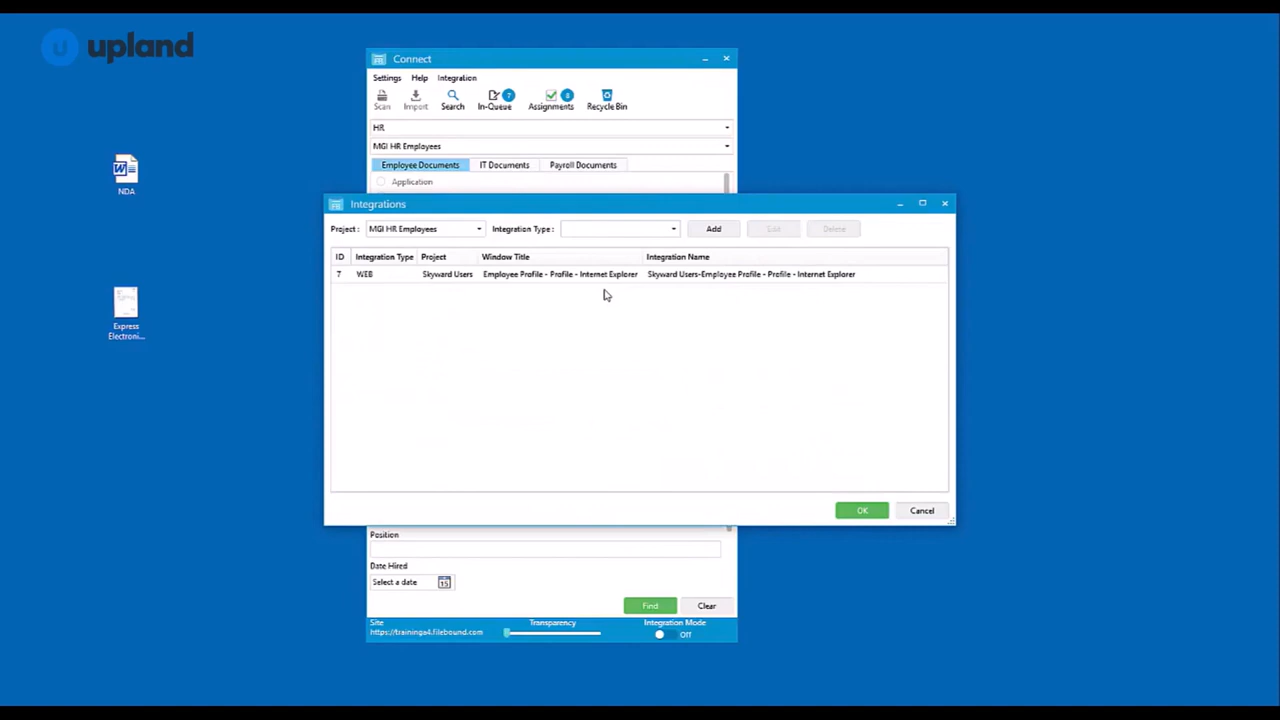 upland
Connect
Settings Help Integration
Scan Import Search In-Queue 7 Assignments 8 Recycle Bin
HR
MGI HR Employees
Employee Documents IT Documents Payroll Documents
Application
NDA
Express
Electroni...
Integrations
Project : MGI HR Employees Integration Type : Add Edit Delete
ID Integration Type Project Window Title Integration Name
7 WEB Skyward Users Employee Profile - Profile - Internet Explorer Skyward Users-Employee Profile - Profile - Internet Explorer
OK Cancel
Position
Date Hired
Select a date 15
Find Clear
Site Transparency Integration Mode
https://traininga4.filebound.com Off